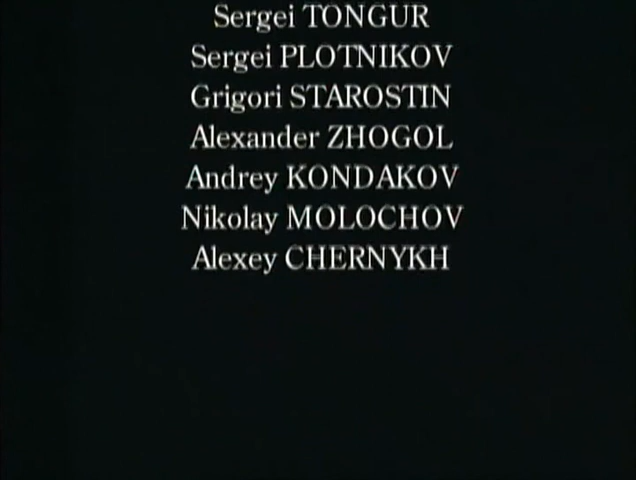 Sergei TONGUR
Sergei PLOTNIKOV
Grigori STAROSTIN
Alexander ZHOGOL
Andrey KONDAKOV
Nikolay MOLOCHOV
Alexey CHERNYKH